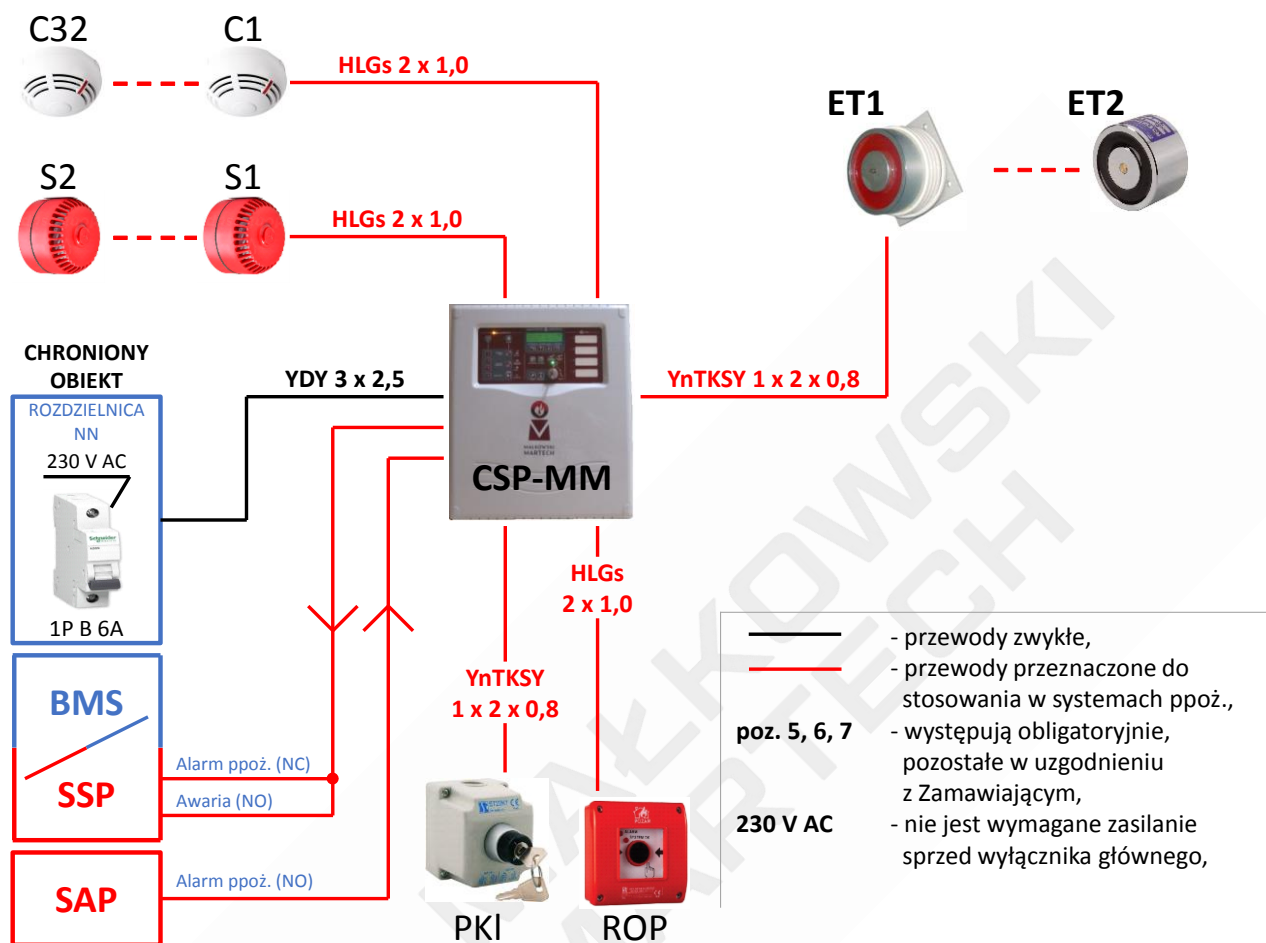 C32
C1
HLGs 2 x 1,0
ET1
ET2
S2
S1
HLGs 2 x 1,0
CHRONIONY
OBIEKT
ROZDZIELNICA
NN
230 V AC
Schneider
1P B 6A
YDY 3 x 2,5
YnTKSY 1 x 2 x 0,8
MAŁKOWSKI
MARTECH
CSP-MM
HLGs
2 x 1,0
YnTKSY
1 x 2 x 0,8
BMS
SSP
Alarm ppoż. (NC)
Awaria (NO)
SAP
Alarm ppoż. (NO)
PKl
POŻAR
ROP
- przewody zwykłe,
- przewody przeznaczone do
stosowania w systemach ppoż.,
poz. 5, 6, 7 - występują obligatoryjnie,
pozostałe w uzgodnieniu
z Zamawiającym,
230 V AC - nie jest wymagane zasilanie
sprzed wyłącznika głównego,
MAŁKOWSKI
MARTECH